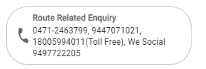 Route Related Enquiry
0471-2463799, 9447071021,
18005994011(Toll Free), We Social
9497722205